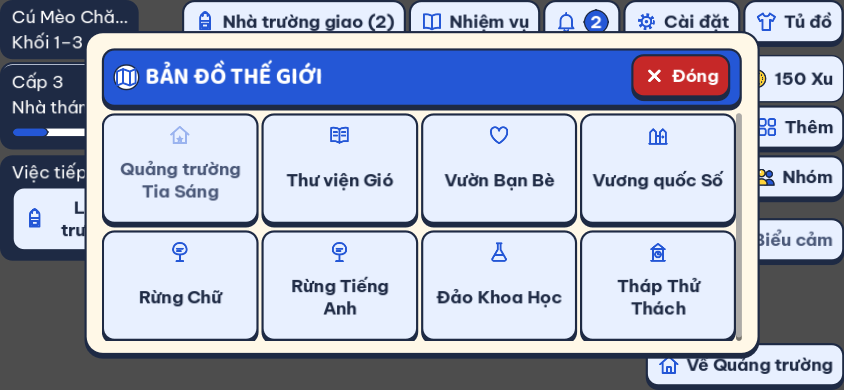 Cú Mèo Chă...
Khối 1-3
Nhà trường giao (2)
Nhiệm vụ
2
Cài đặt
Tủ đồ
BẢN ĐỒ THẾ GIỚI
Đóng
Cấp 3
150 Xu
Thêm
Việc tiếp
Nhóm
Biểu cảm
Quảng trường
Tia Sáng
Thư viện Gió
Vườn Bạn Bè
Vương quốc Số
Rừng Chữ
Rừng Tiếng
Anh
Đảo Khoa Học
Tháp Thử
Thách
Về Quảng trường